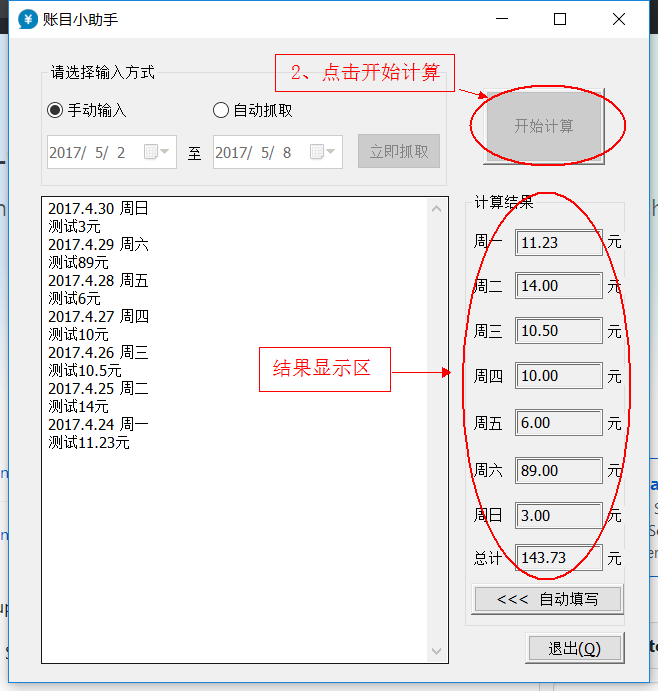 账目小助手
请选择输入方式
2、点击开始计算
手动输入
自动抓取
开始计算
2017/ 5/ 2
至
2017/ 5/ 8
立即抓取
2017.4.30 周日
测试3元
2017.4.29 周六
测试89元
2017.4.28 周五
测试6元
2017.4.27 周四
测试10元
2017.4.26 周三
测试10.5元
2017.4.25 周二
测试14元
2017.4.24 周一
测试11.23元
结果显示区
计算结果
周一 11.23 元
周二 14.00 元
周三 10.50 元
周四 10.00 元
周五 6.00 元
周六 89.00 元
周日 3.00 元
总计 143.73 元
<<< 自动填写
退出(Q)